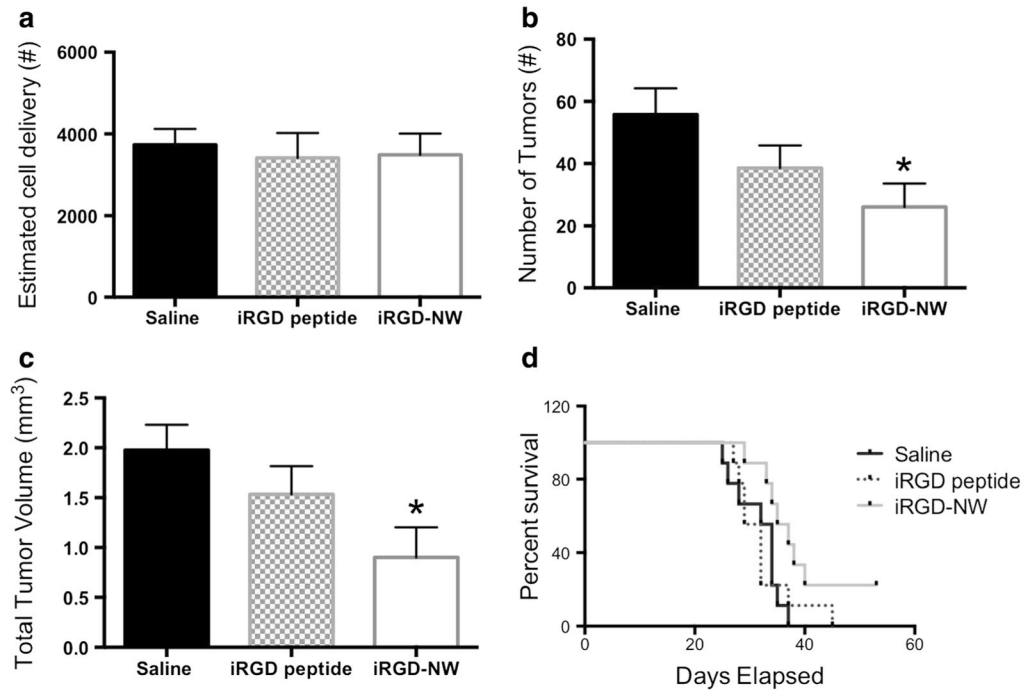 a
Estimated cell delivery (#)
6000
4000
2000
0
Saline
iRGD peptide
iRGD-NW
b
Number of Tumors (#)
80
60
40
20
0
*
Saline
iRGD peptide
iRGD-NW
c
Total Tumor Volume (mm³)
2.5
2.0
1.5
1.0
0.5
0.0
*
Saline
iRGD peptide
iRGD-NW
d
Percent survival
120
80
40
0
0
20
40
60
Days Elapsed
Saline
iRGD peptide
iRGD-NW